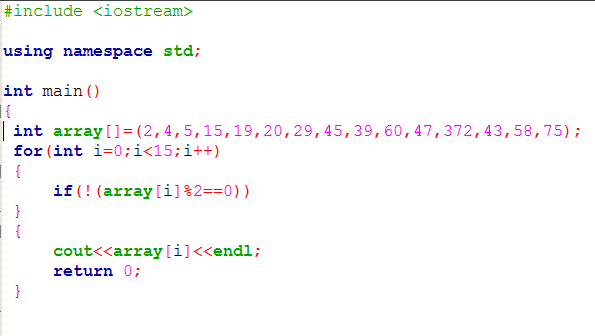 #include <iostream>
using namespace std;
int main()
{
int array[]=(2,4,5,15,19,20,29,45,39,60,47,372,43,58,75);
for(int i=0;i<15;i++)
{
if(!(array[i]%2==0))
}
{
cout<<array[i]<<endl;
return 0;
}